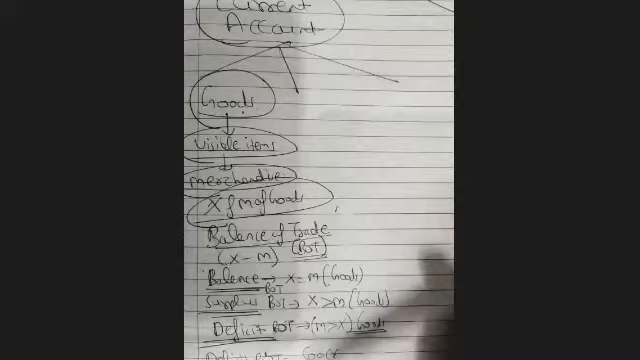 Current
Account
Goods
visible items
merchandise
X & M of Goods
Balance of Trade
(X - M) (BOT)
Balance BOT → X = M (Goods)
Surplus BOT → X > M (Goods)
Deficit BOT → (M > X) Goods